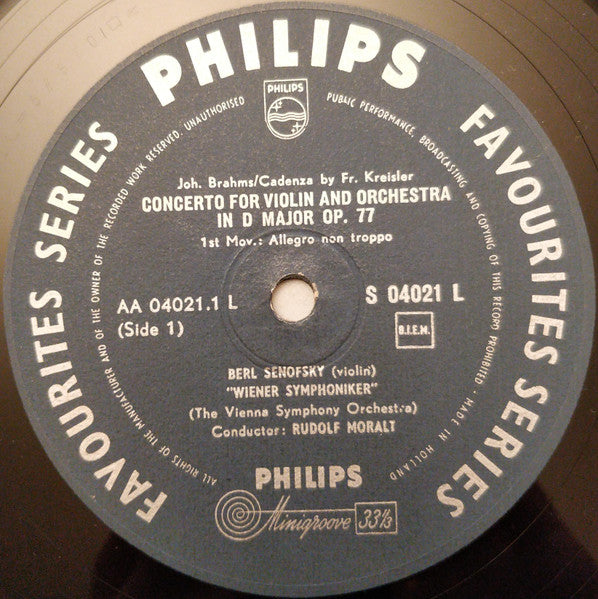 PHILIPS
FAVOURITES SERIES
FAVOURITES SERIES
ALL RIGHTS OF THE MANUFACTURER AND OF THE OWNER OF THE RECORDED WORK RESERVED. UNAUTHORISED PUBLIC PERFORMANCE, BROADCASTING AND COPYING OF THIS RECORD PROHIBITED • MADE IN HOLLAND
PHILIPS
Joh. Brahms/Cadenza by Fr. Kreisler
CONCERTO FOR VIOLIN AND ORCHESTRA
IN D MAJOR OP. 77
1st Mov.: Allegro non troppo
AA 04021.1 L
S 04021 L
(Side 1)
B.I.E.M.
BERL SENOFSKY (violin)
"WIENER SYMPHONIKER"
(The Vienna Symphony Orchestra)
Conductor: RUDOLF MORALT
PHILIPS
Minigroove 33⅓